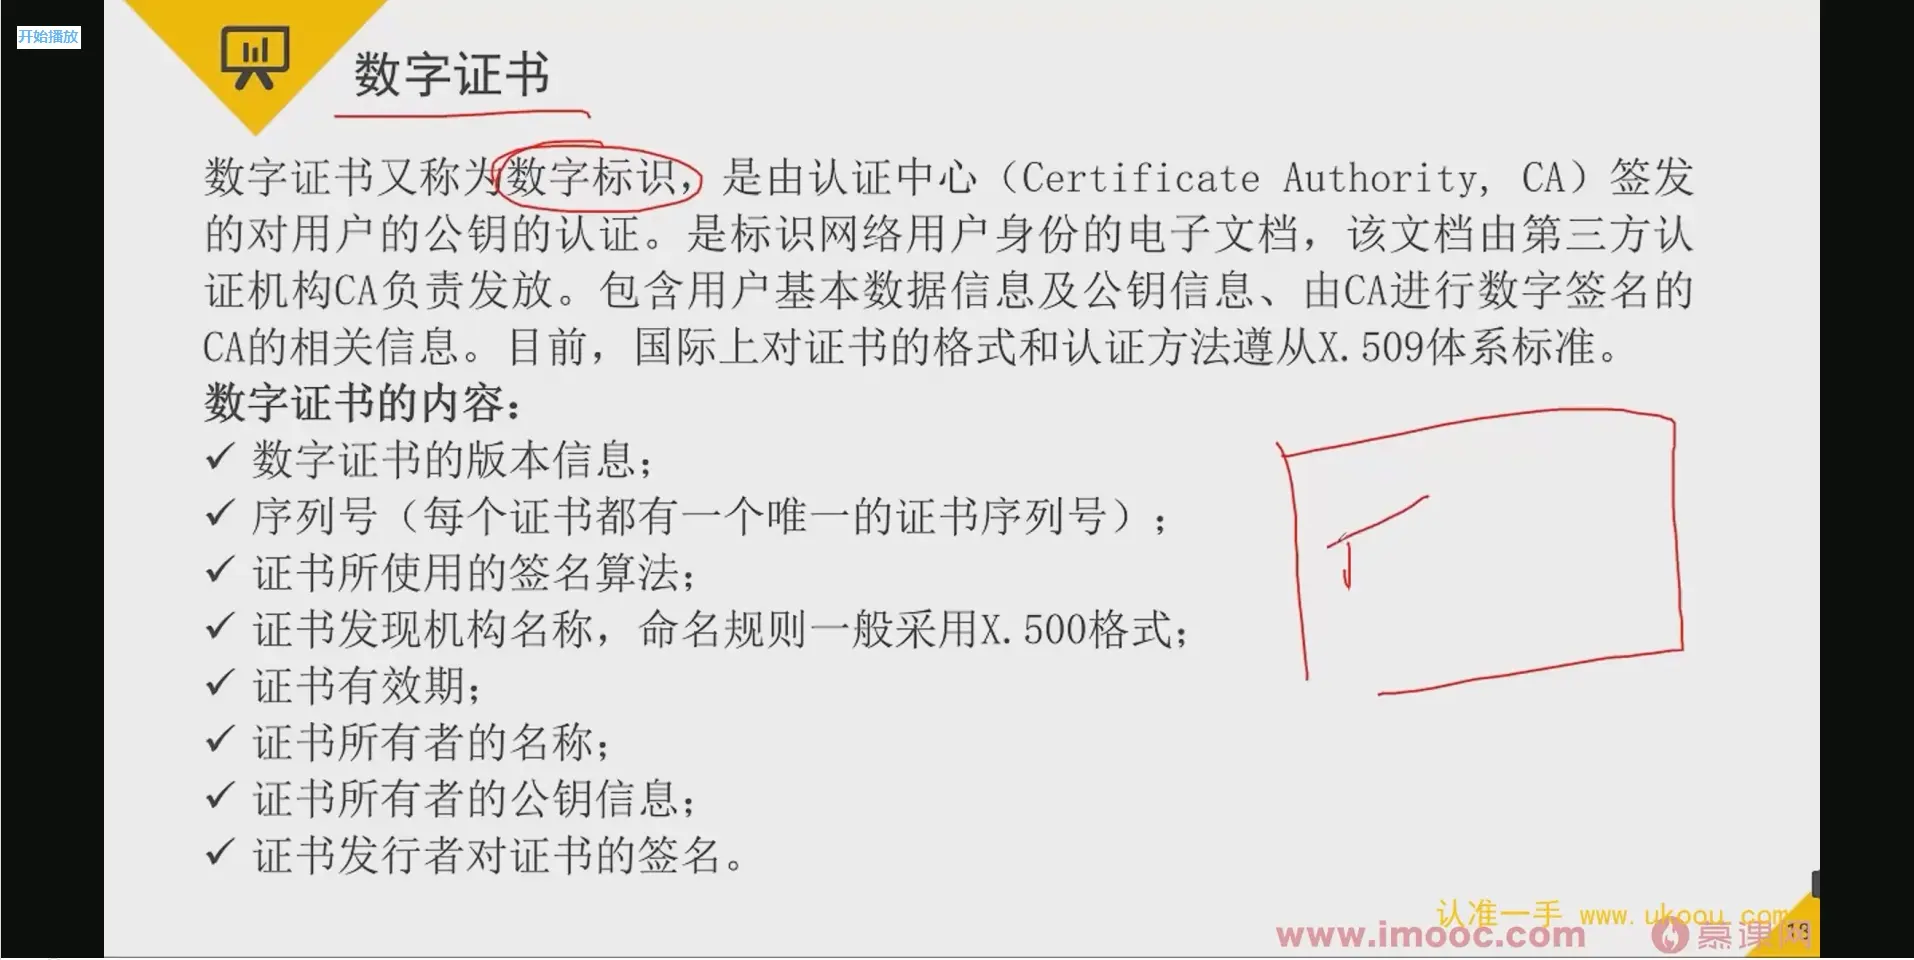 开始播放
数字证书
数字证书又称为数字标识，是由认证中心（Certificate Authority, CA）签发
的对用户的公钥的认证。是标识网络用户身份的电子文档，该文档由第三方认
证机构CA负责发放。包含用户基本数据信息及公钥信息、由CA进行数字签名的
CA的相关信息。目前，国际上对证书的格式和认证方法遵从X.509体系标准。
数字证书的内容：
✓ 数字证书的版本信息；
✓ 序列号（每个证书都有一个唯一的证书序列号）；
✓ 证书所使用的签名算法；
✓ 证书发现机构名称，命名规则一般采用X.500格式；
✓ 证书有效期；
✓ 证书所有者的名称；
✓ 证书所有者的公钥信息；
✓ 证书发行者对证书的签名。
认准一手 www.ukoou.com
www.imooc.com 慕课网